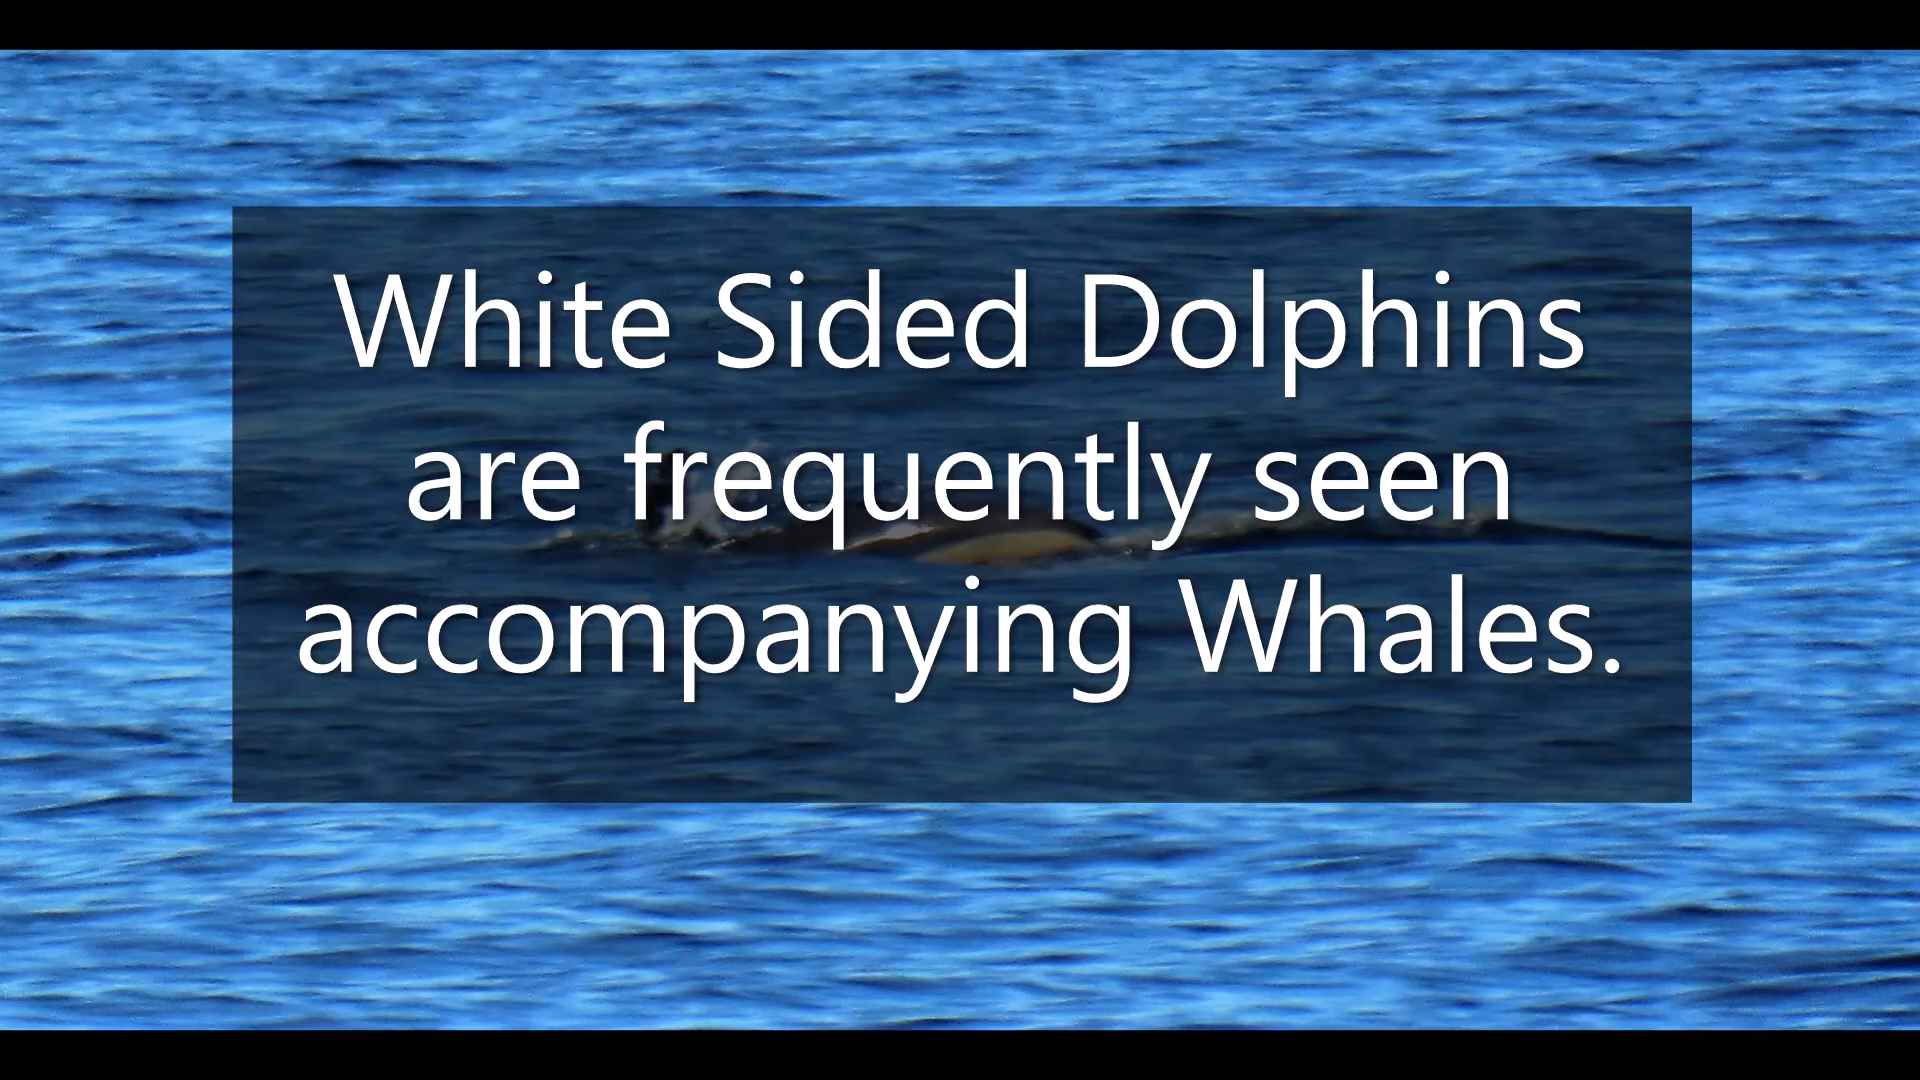 White Sided Dolphins
are frequently seen
accompanying Whales.